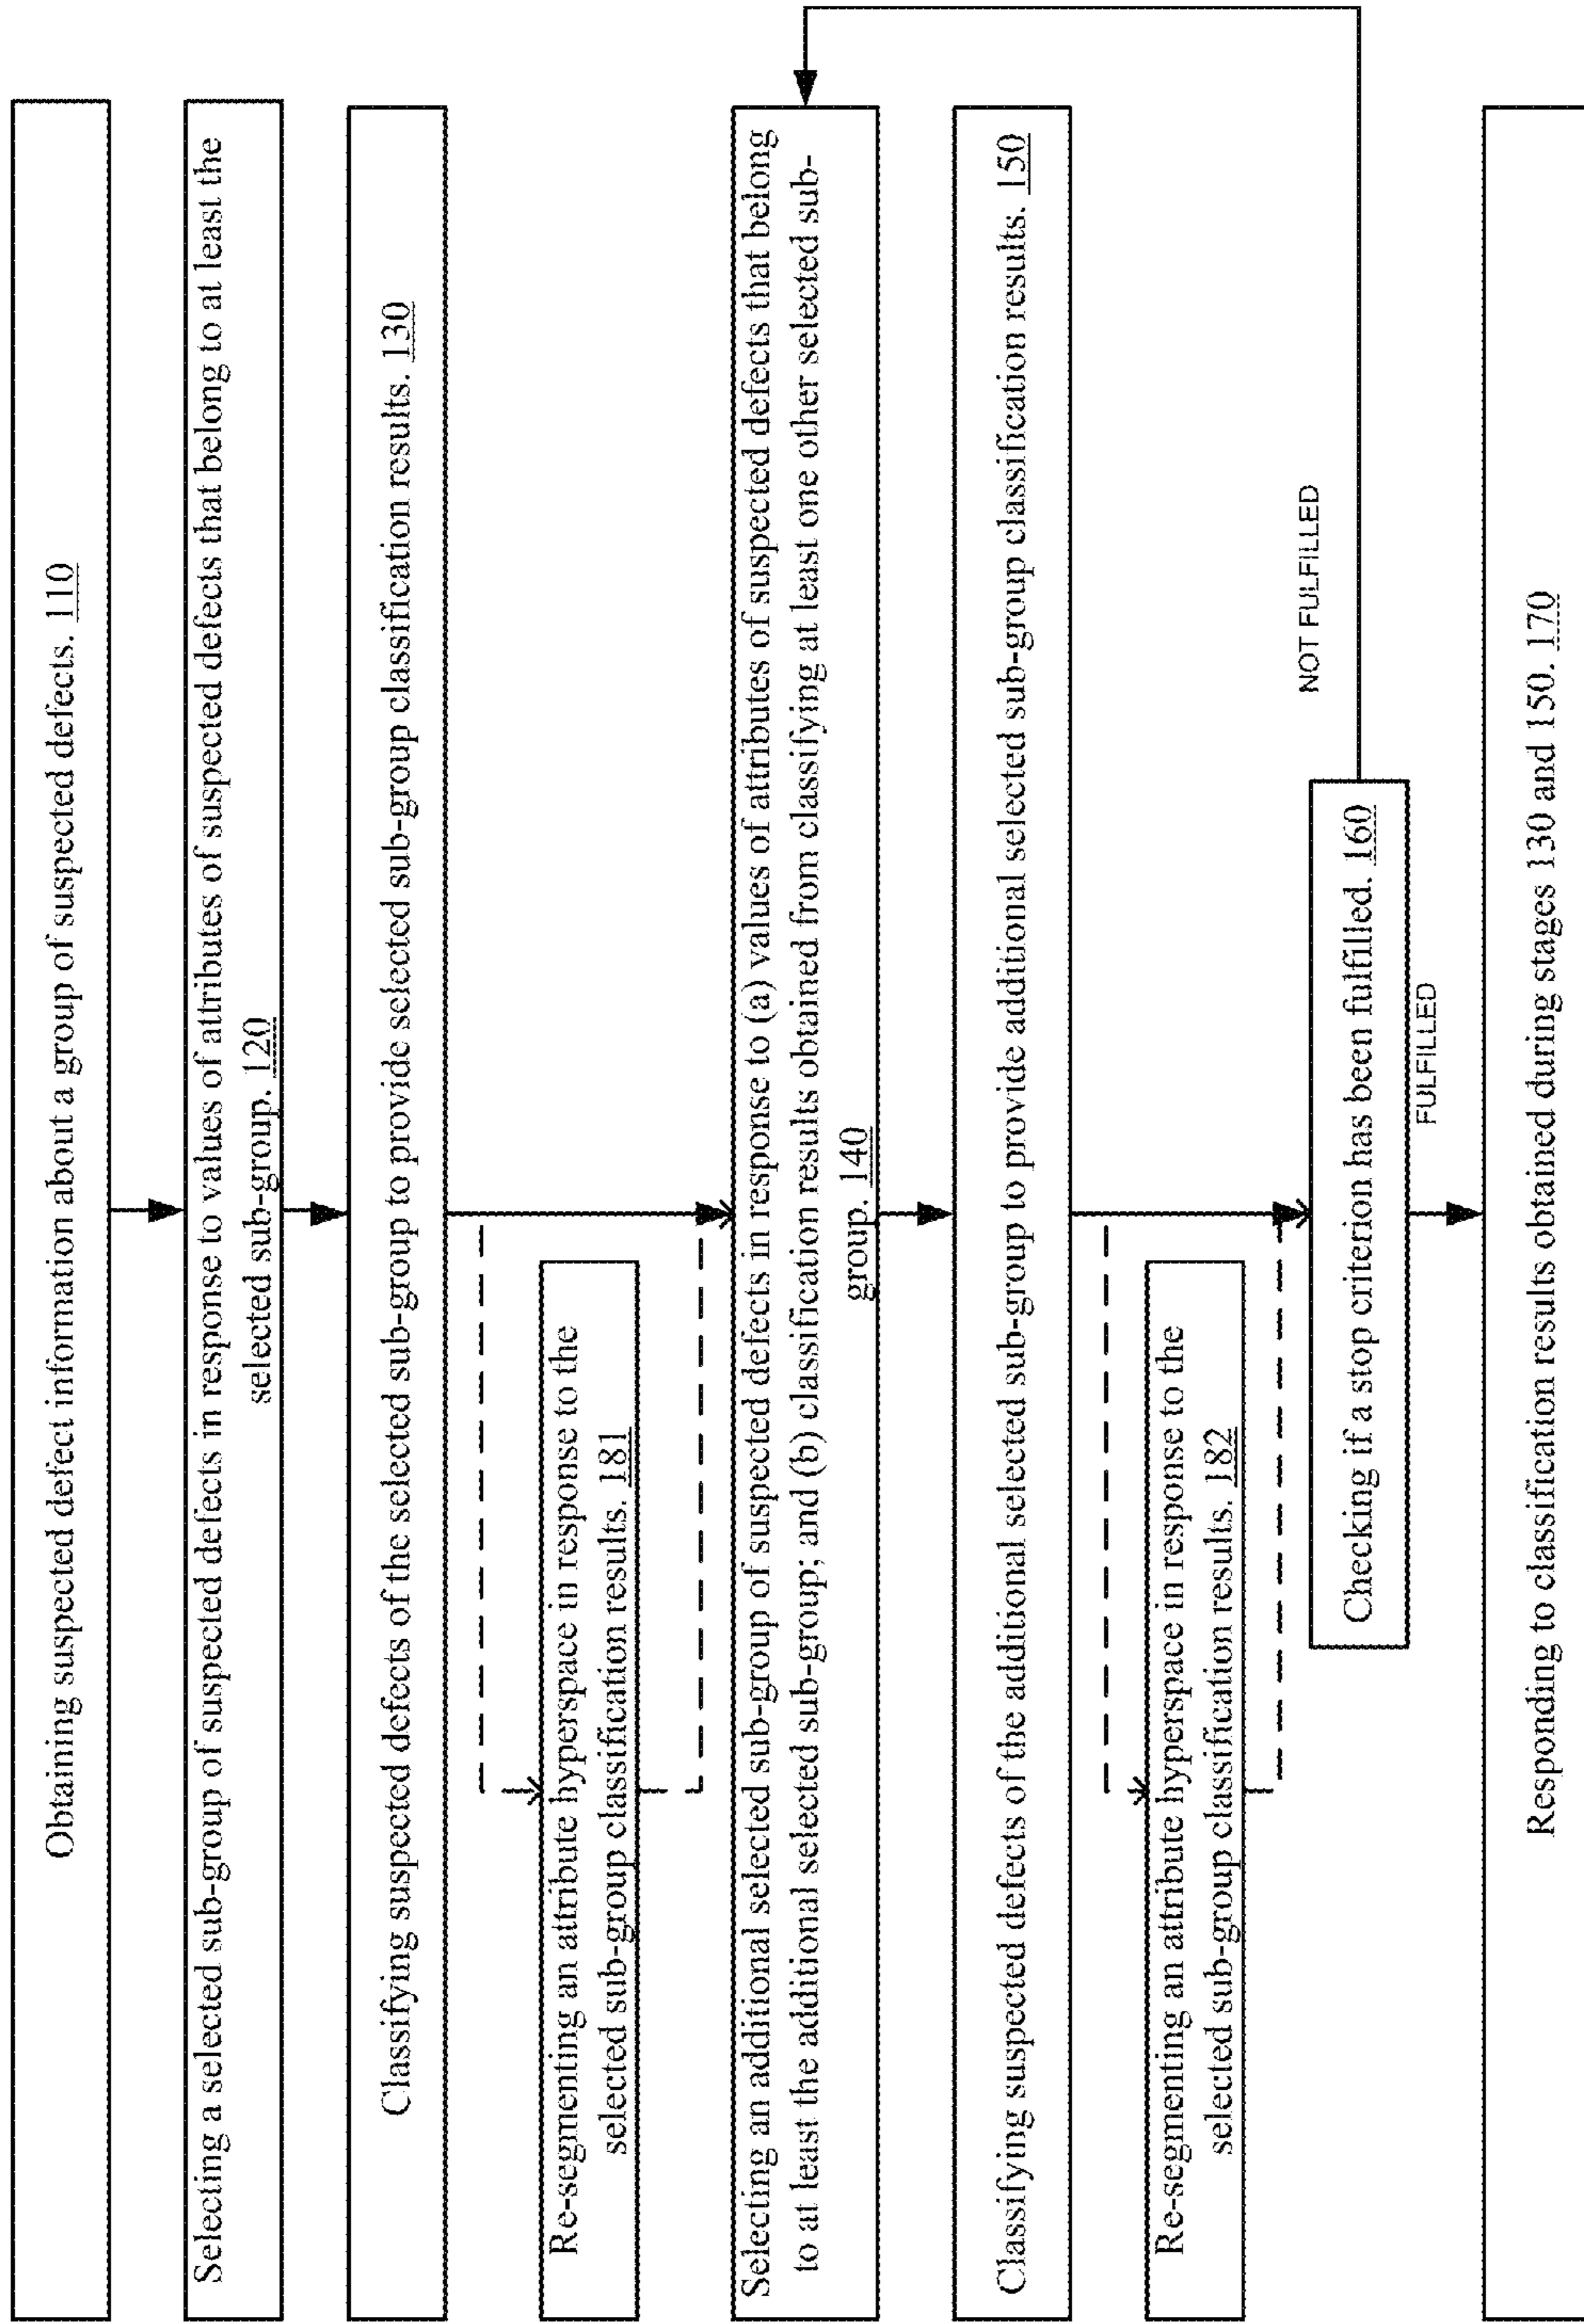 Obtaining suspected defect information about a group of suspected defects. 110
Selecting a selected sub-group of suspected defects in response to values of attributes of suspected defects that belong to at least the
selected sub-group. 120
Classifying suspected defects of the selected sub-group to provide selected sub-group classification results. 130
Re-segmenting an attribute hyperspace in response to the
selected sub-group classification results. 181
Selecting an additional selected sub-group of suspected defects in response to (a) values of attributes of suspected defects that belong
to at least the additional selected sub-group; and (b) classification results obtained from classifying at least one other selected sub-
group. 140
Classifying suspected defects of the additional selected sub-group to provide additional selected sub-group classification results. 150
Re-segmenting an attribute hyperspace in response to the
selected sub-group classification results. 182
NOT FULFILLED
Checking if a stop criterion has been fulfilled. 160
FULFILLED
Responding to classification results obtained during stages 130 and 150. 170